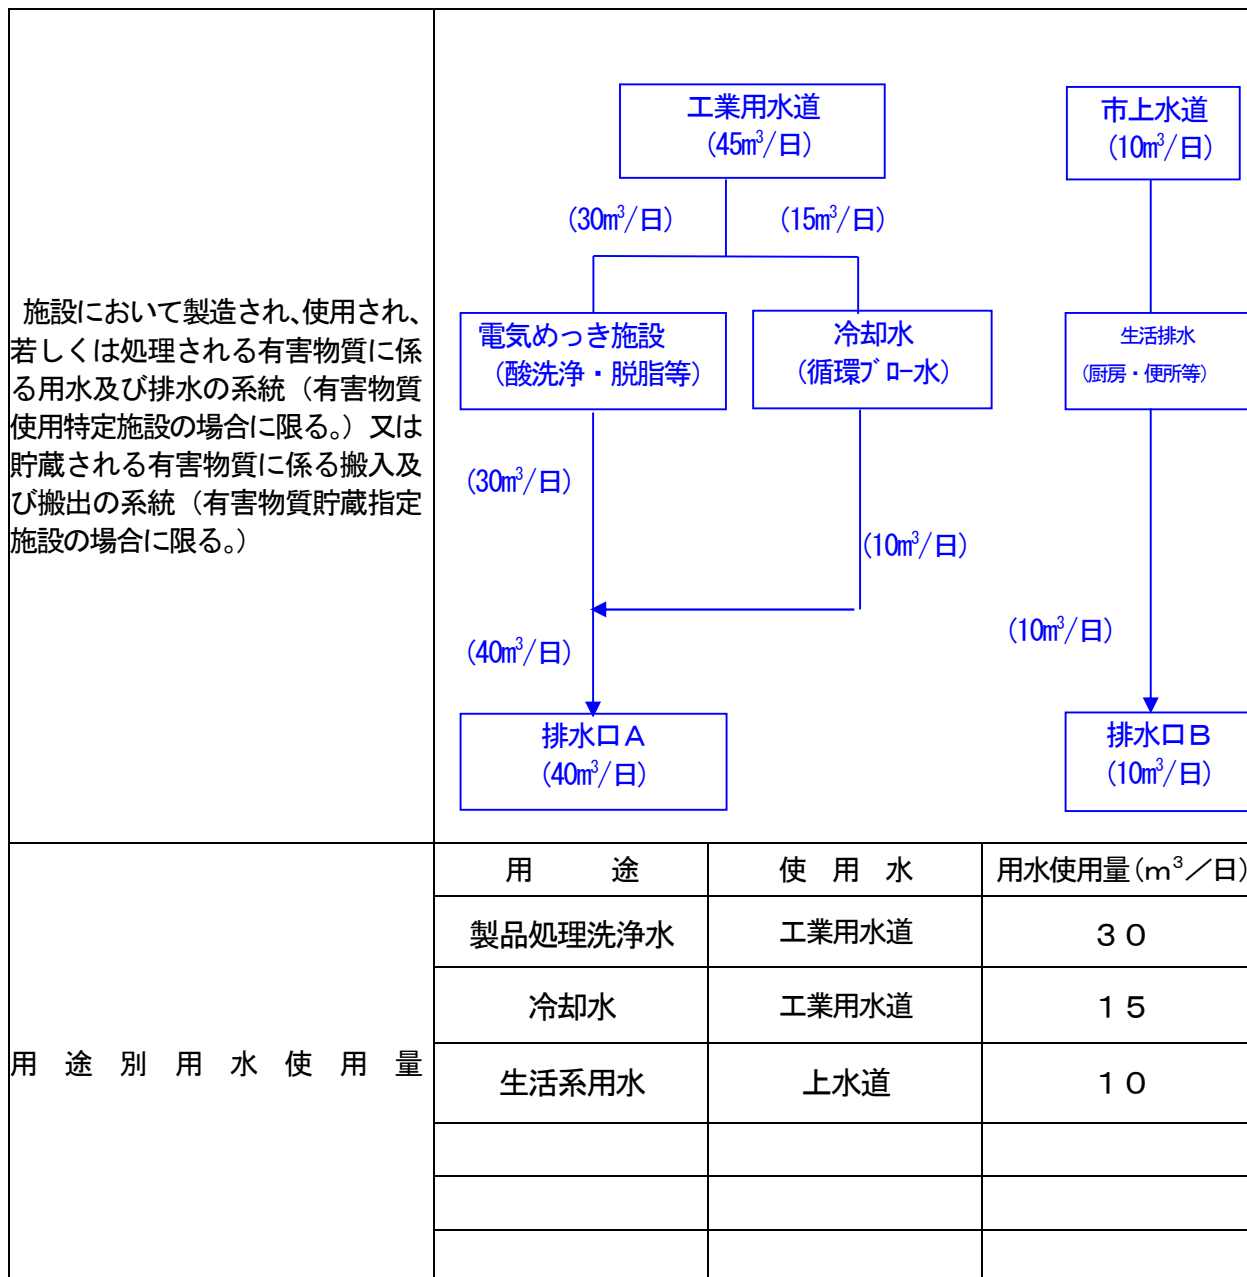 施設において製造され、使用され、
若しくは処理される有害物質に係
る用水及び排水の系統（有害物質
使用特定施設の場合に限る。）又は
貯蔵される有害物質に係る搬入及
び搬出の系統（有害物質貯蔵指定
施設の場合に限る。）
工業用水道
(45m³/日)
市上水道
(10m³/日)
(30m³/日)
(15m³/日)
電気めっき施設
（酸洗浄・脱脂等）
冷却水
（循環ﾌﾞﾛｰ水）
生活排水
（厨房・便所等）
(30m³/日)
(10m³/日)
(40m³/日)
(10m³/日)
排水口Ａ
(40m³/日)
排水口Ｂ
(10m³/日)
用途別用水使用量
用　途　使用水　用水使用量（ｍ³／日）
製品処理洗浄水　工業用水道　３０
冷却水　工業用水道　１５
生活系用水　上水道　１０